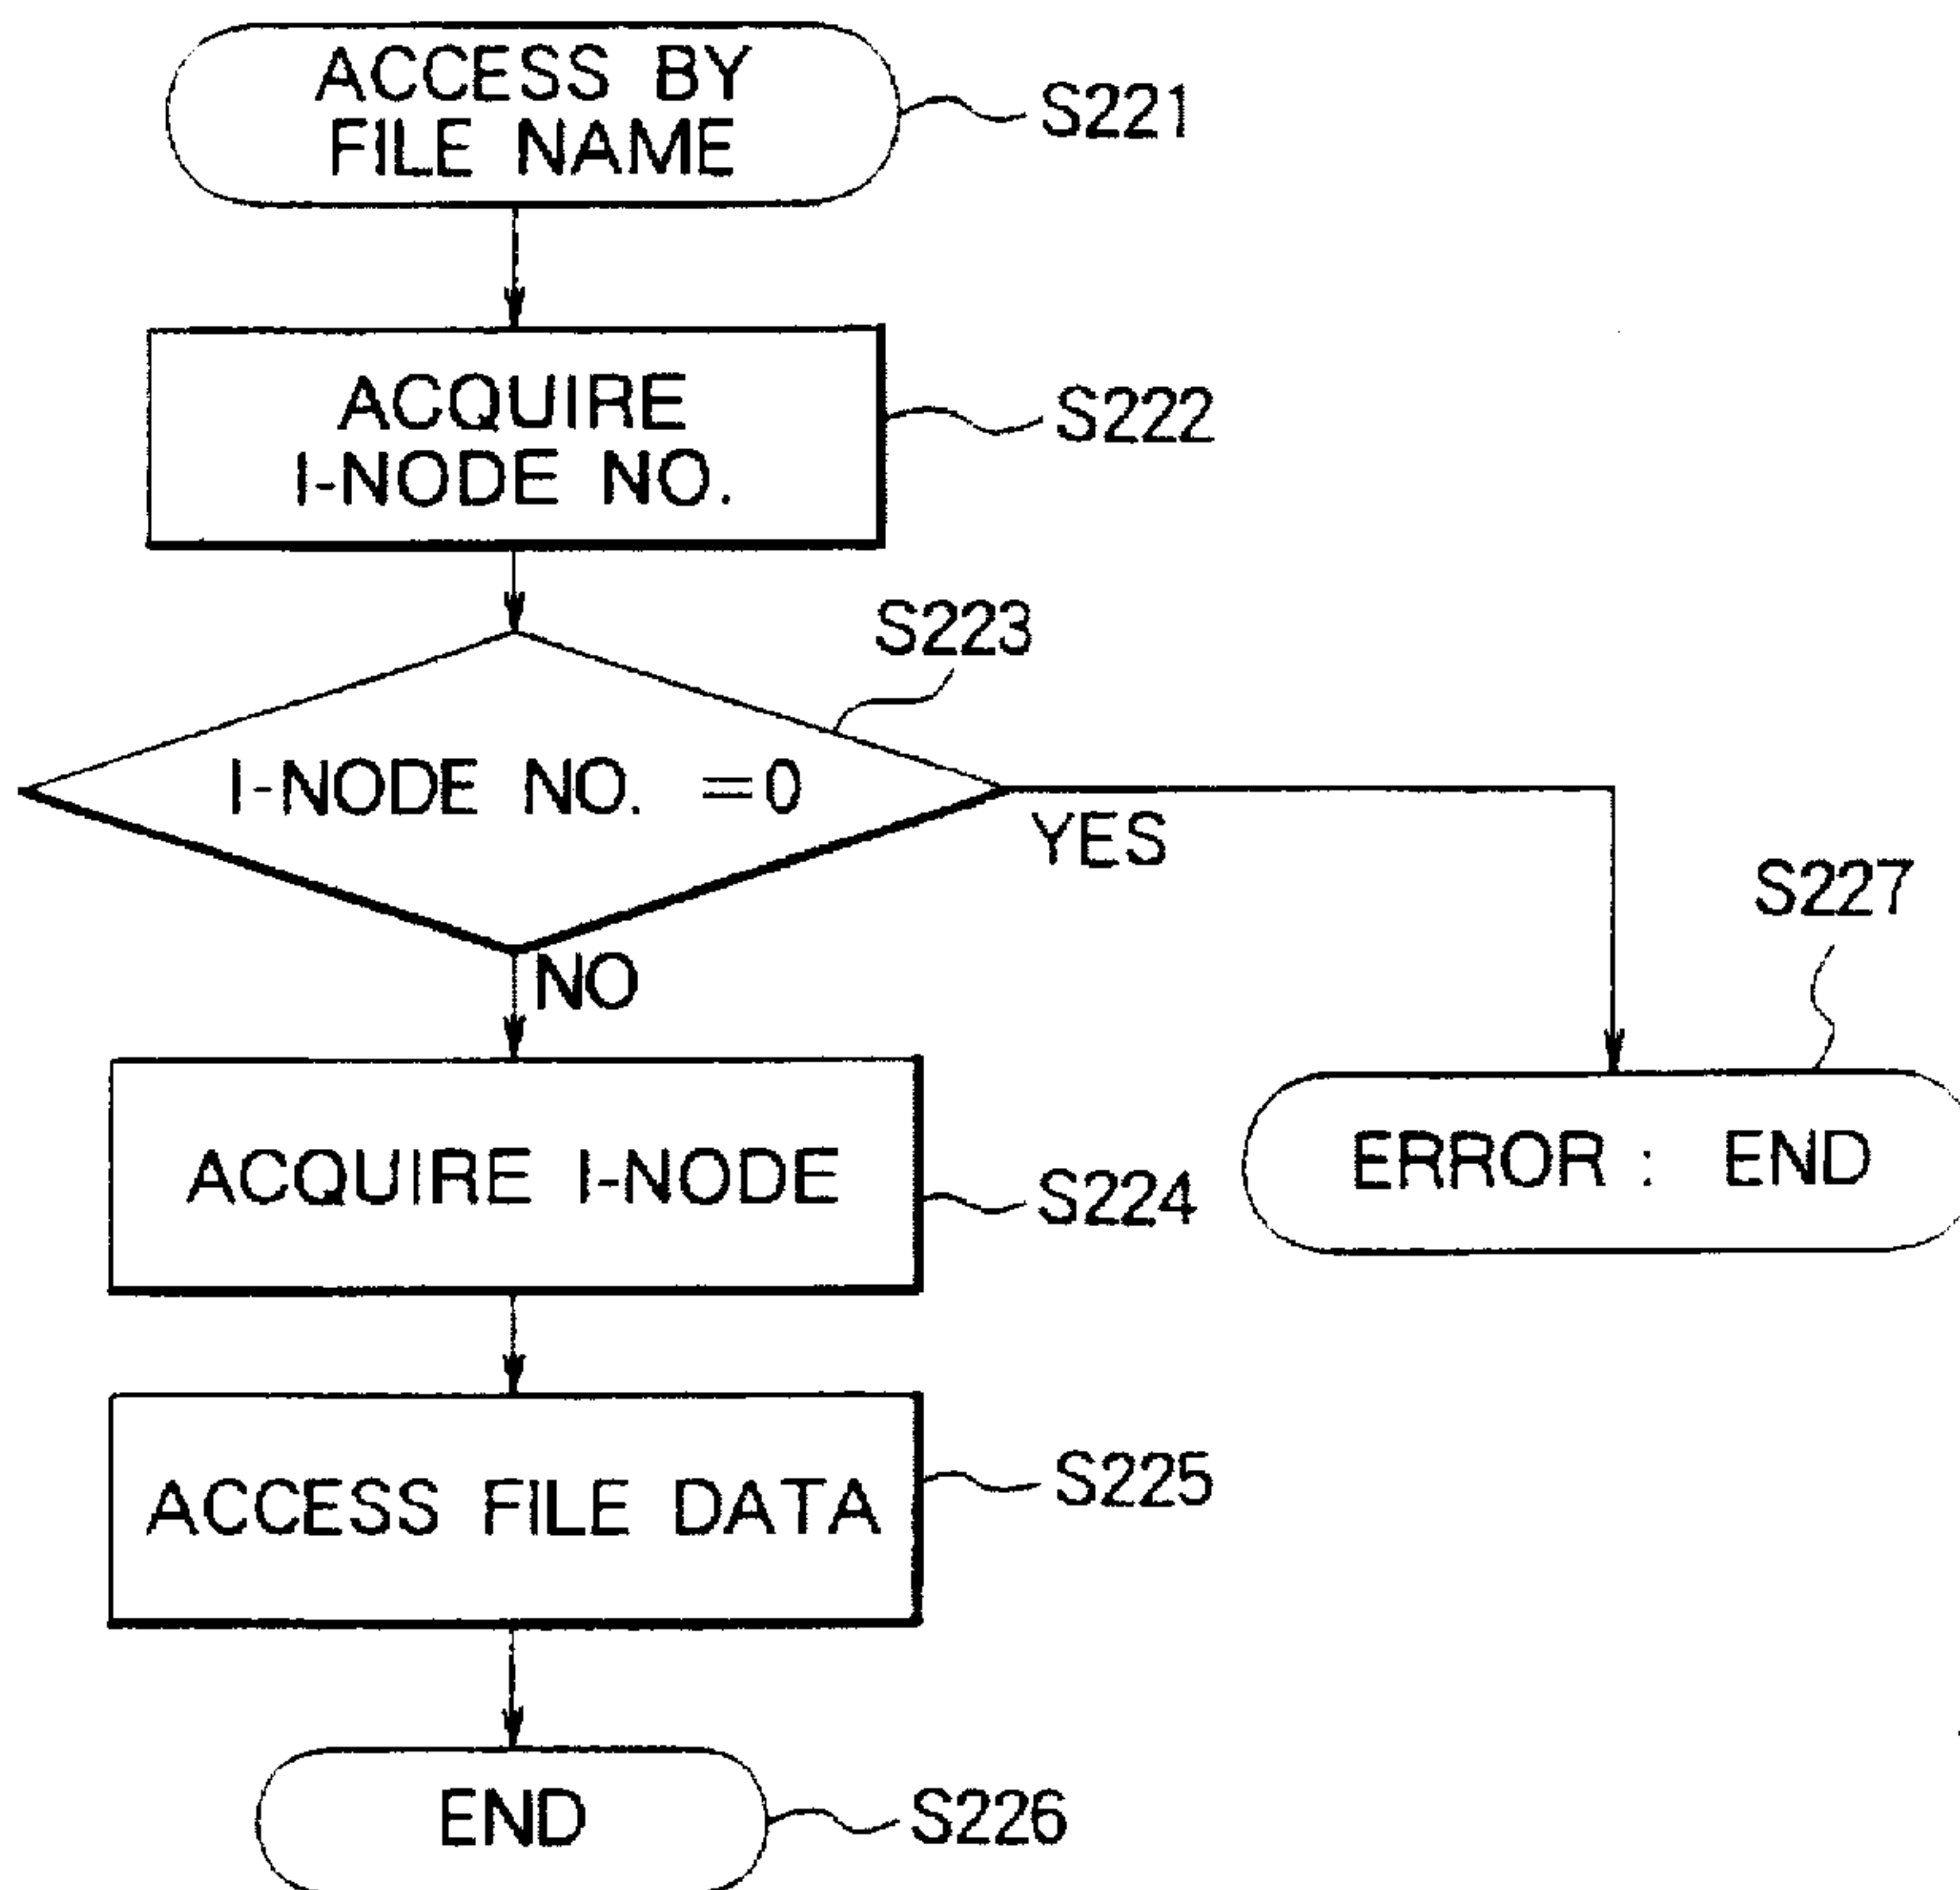 ACCESS BY
FILE NAME
S221
ACQUIRE
I-NODE NO.
S222
S223
I-NODE NO. =0
YES
NO
S227
ERROR : END
ACQUIRE I-NODE
S224
ACCESS FILE DATA
S225
END
S226